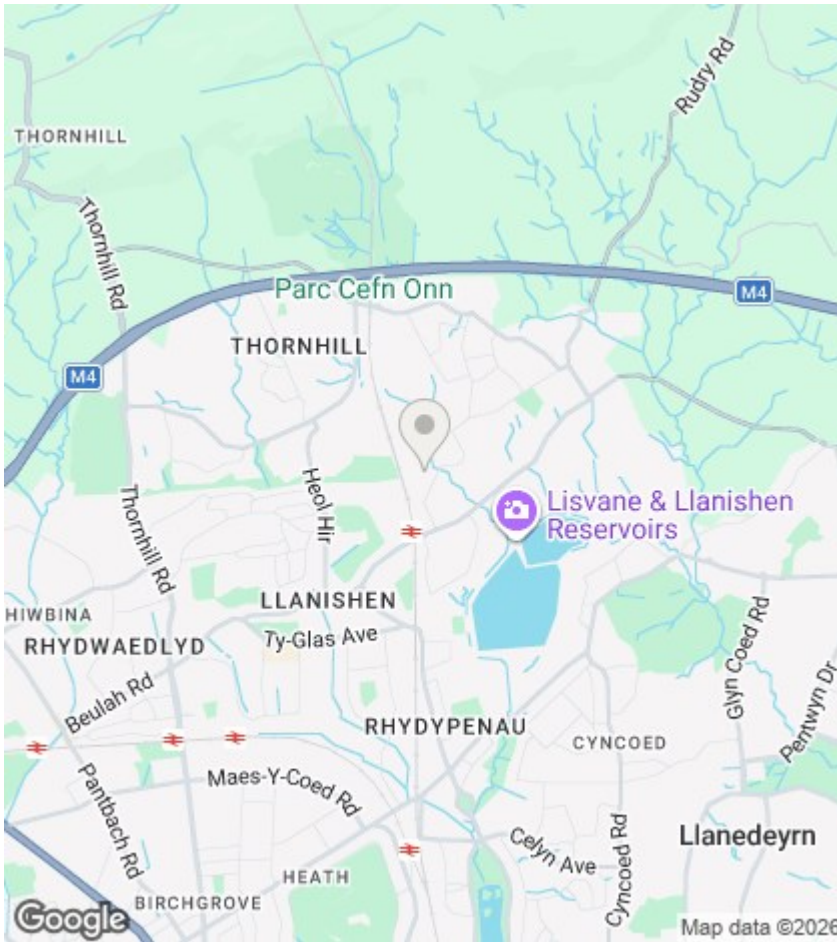 Rudry Rd
THORNHILL
Thornhill Rd
Parc Cefn Onn
M4
THORNHILL
M4
Heol Hir
Lisvane & Llanishen
Reservoirs
Thornhill Rd
LLANISHEN
HIWBINA
Ty-Glas Ave
RHYDWAEDLYD
Glyn Coed Rd
Beulah Rd
Pentwyn Dr
RHYDYPENAU
CYNCOED
Maes-Y-Coed Rd
Pantbach Rd
Celyn Ave
Llanedeyrn
Cyncoed Rd
HEATH
BIRCHGROVE
Google
Map data ©2026